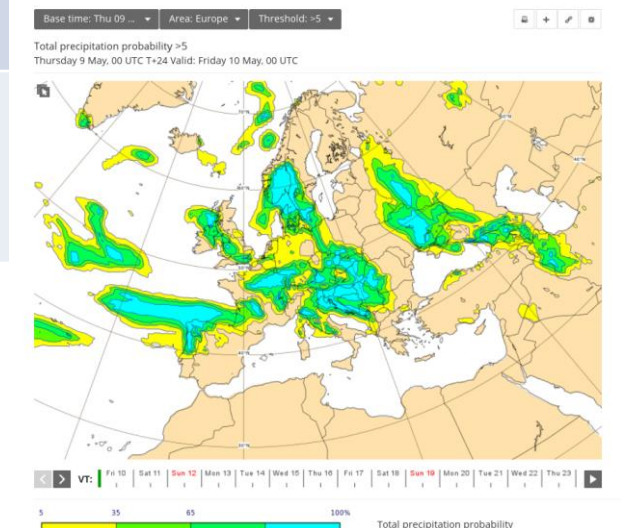 Base time: Thu 09 ... Area: Europe Threshold: >5
Total precipitation probability >5
Thursday 9 May, 00 UTC T+24 Valid: Friday 10 May, 00 UTC
VT: Fri 10 Sat 11 Sun 12 Mon 13 Tue 14 Wed 15 Thu 16 Fri 17 Sat 18 Sun 19 Mon 20 Tue 21 Wed 22 Thu 23
5 35 65 100%
Total precipitation probability